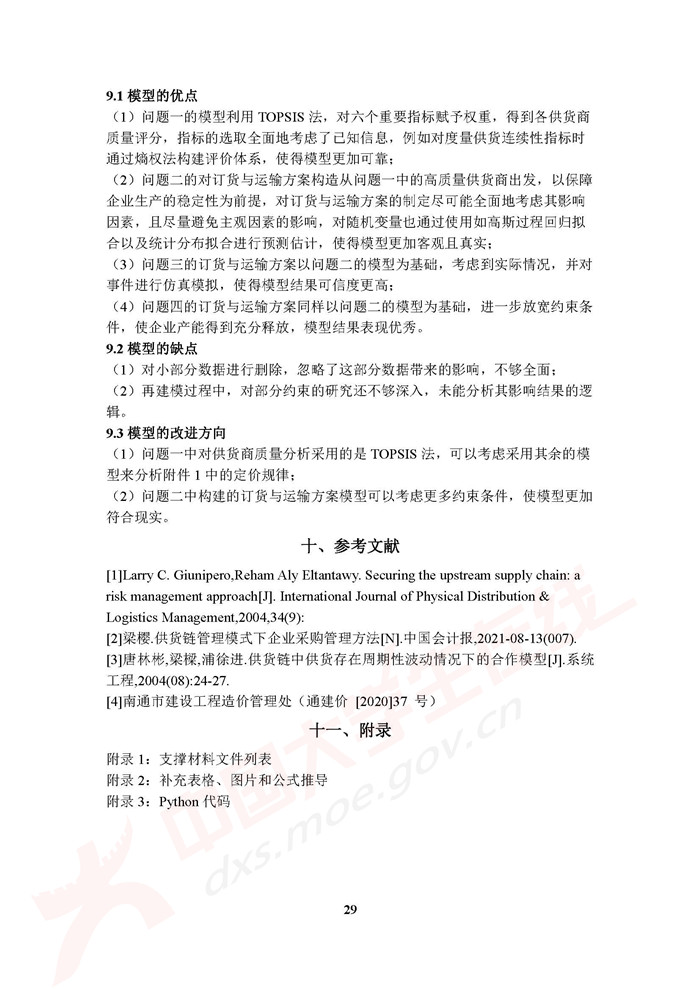 9.1 模型的优点
（1）问题一的模型利用 TOPSIS 法，对六个重要指标赋予权重，得到各供货商
质量评分，指标的选取全面地考虑了已知信息，例如对度量供货连续性指标时
通过熵权法构建评价体系，使得模型更加可靠；
（2）问题二的对订货与运输方案构造从问题一中的高质量供货商出发，以保障
企业生产的稳定性为前提，对订货与运输方案的制定尽可能全面地考虑其影响
因素，且尽量避免主观因素的影响，对随机变量也通过使用如高斯过程回归拟
合以及统计分布拟合进行预测估计，使得模型更加客观且真实；
（3）问题三的订货与运输方案以问题二的模型为基础，考虑到实际情况，并对
事件进行仿真模拟，使得模型结果可信度更高；
（4）问题四的订货与运输方案同样以问题二的模型为基础，进一步放宽约束条
件，使企业产能得到充分释放，模型结果表现优秀。
9.2 模型的缺点
（1）对小部分数据进行删除，忽略了这部分数据带来的影响，不够全面；
（2）再建模过程中，对部分约束的研究还不够深入，未能分析其影响结果的逻
辑。
9.3 模型的改进方向
（1）问题一中对供货商质量分析采用的是 TOPSIS 法，可以考虑采用其余的模
型来分析附件 1 中的定价规律；
（2）问题二中构建的订货与运输方案模型可以考虑更多约束条件，使模型更加
符合现实。
十、参考文献
[1]Larry C. Giunipero,Reham Aly Eltantawy. Securing the upstream supply chain: a
risk management approach[J]. International Journal of Physical Distribution &
Logistics Management,2004,34(9):
[2]梁樱.供货链管理模式下企业采购管理方法[N].中国会计报,2021-08-13(007).
[3]唐林彬,梁樑,浦徐进.供货链中供货存在周期性波动情况下的合作模型[J].系统
工程,2004(08):24-27.
[4]南通市建设工程造价管理处（通建价 [2020]37 号）
十一、附录
附录 1：支撑材料文件列表
附录 2：补充表格、图片和公式推导
附录 3：Python 代码
中国大学生在线
dxs.moe.gov.cn
29